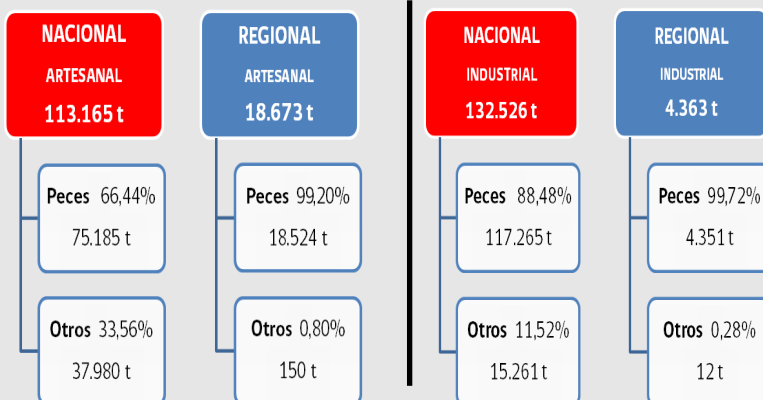 NACIONAL
ARTESANAL
113.165 t
Peces 66,44%
75.185 t
Otros 33,56%
37.980 t
REGIONAL
ARTESANAL
18.673 t
Peces 99,20%
18.524 t
Otros 0,80%
150 t
NACIONAL
INDUSTRIAL
132.526 t
Peces 88,48%
117.265 t
Otros 11,52%
15.261 t
REGIONAL
INDUSTRIAL
4.363 t
Peces 99,72%
4.351 t
Otros 0,28%
12 t